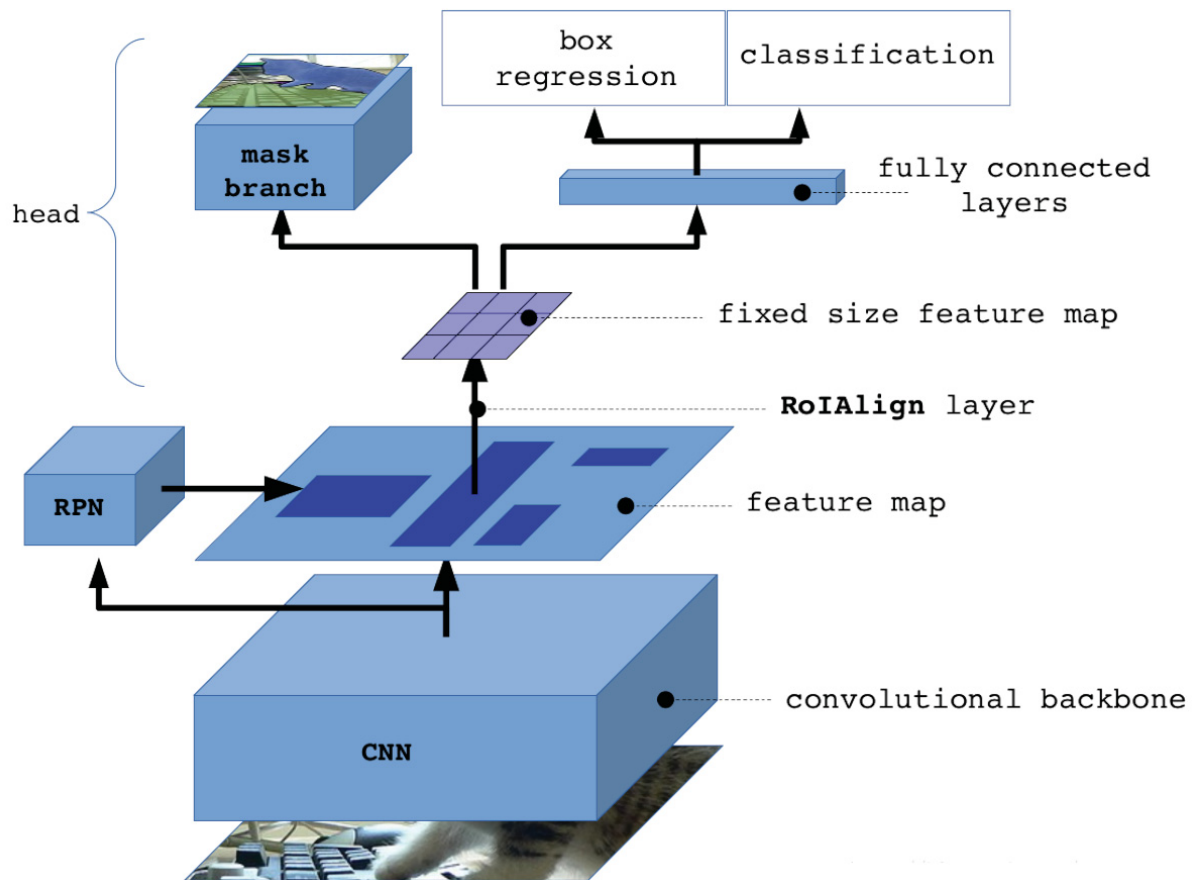 box
regression
classification
mask
branch
fully connected
layers
head
fixed size feature map
RoIAlign layer
RPN
feature map
convolutional backbone
CNN